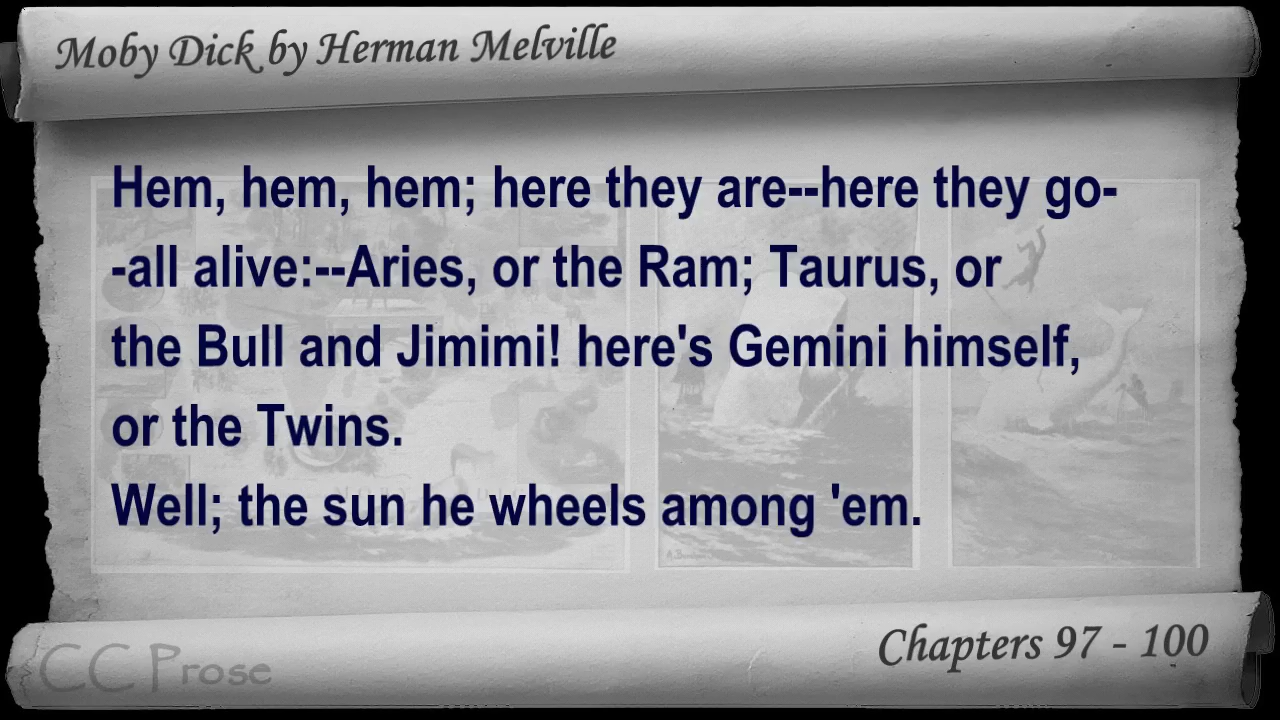 Moby Dick by Herman Melville
Hem, hem, hem; here they are--here they go-
-all alive:--Aries, or the Ram; Taurus, or
the Bull and Jimimi! here's Gemini himself,
or the Twins.
Well; the sun he wheels among 'em.
Chapters 97 - 100
CC Prose